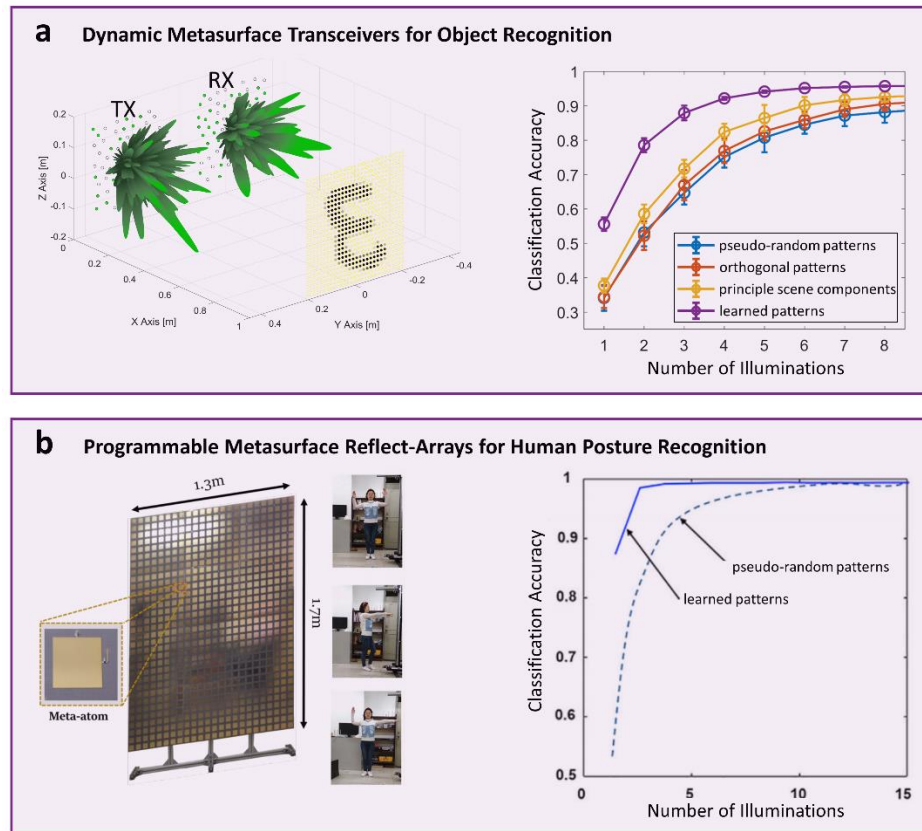 a Dynamic Metasurface Transceivers for Object Recognition
TX
RX
0.2
0.1
0
-0.1
-0.2
Z Axis [m]
0
0.2
0.4
0.6
0.8
1
X Axis [m]
0.4
0.2
0
-0.2
-0.4
Y Axis [m]
1
0.9
0.8
0.7
0.6
0.5
0.4
0.3
Classification Accuracy
pseudo-random patterns
orthogonal patterns
principle scene components
learned patterns
1 2 3 4 5 6 7 8
Number of Illuminations
b Programmable Metasurface Reflect-Arrays for Human Posture Recognition
1.3m
1.7m
Meta-atom
1
0.9
0.8
0.7
0.6
0.5
Classification Accuracy
pseudo-random patterns
learned patterns
0 5 10 15
Number of Illuminations